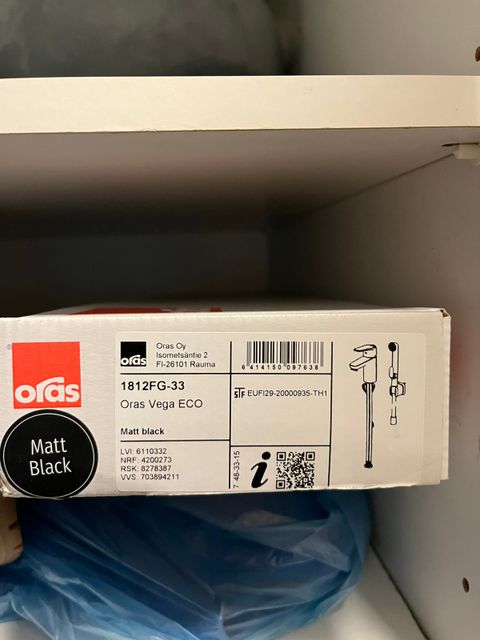 oras
Matt
Black
oras
Oras Oy
Isometsäntie 2
FI-26101 Rauma
1812FG-33
Oras Vega ECO
Matt black
LVI: 6110332
NRF: 4200273
RSK: 8278387
VVS: 703894211
6 414150 097638
STF EUFI29-20000935-TH1
7 48-33-15
i